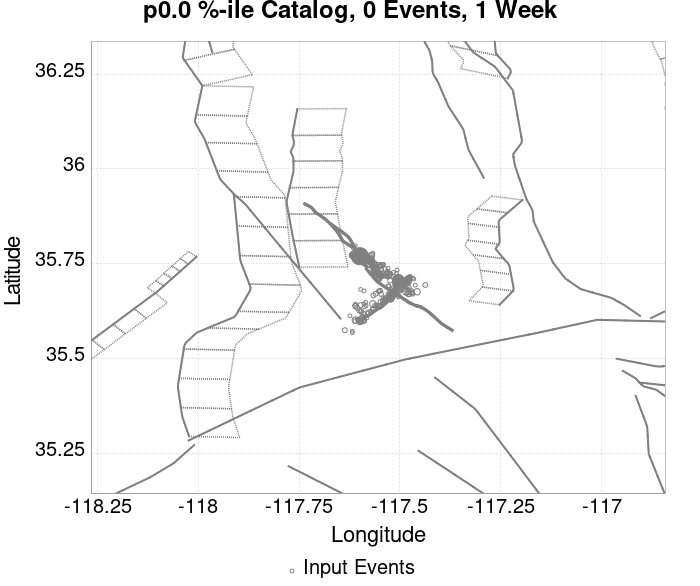 p0.0 %-ile Catalog, 0 Events, 1 Week
36.25
36
35.75
35.5
35.25
Latitude
-118.25
-118
-117.75
-117.5
-117.25
-117
Longitude
Input Events